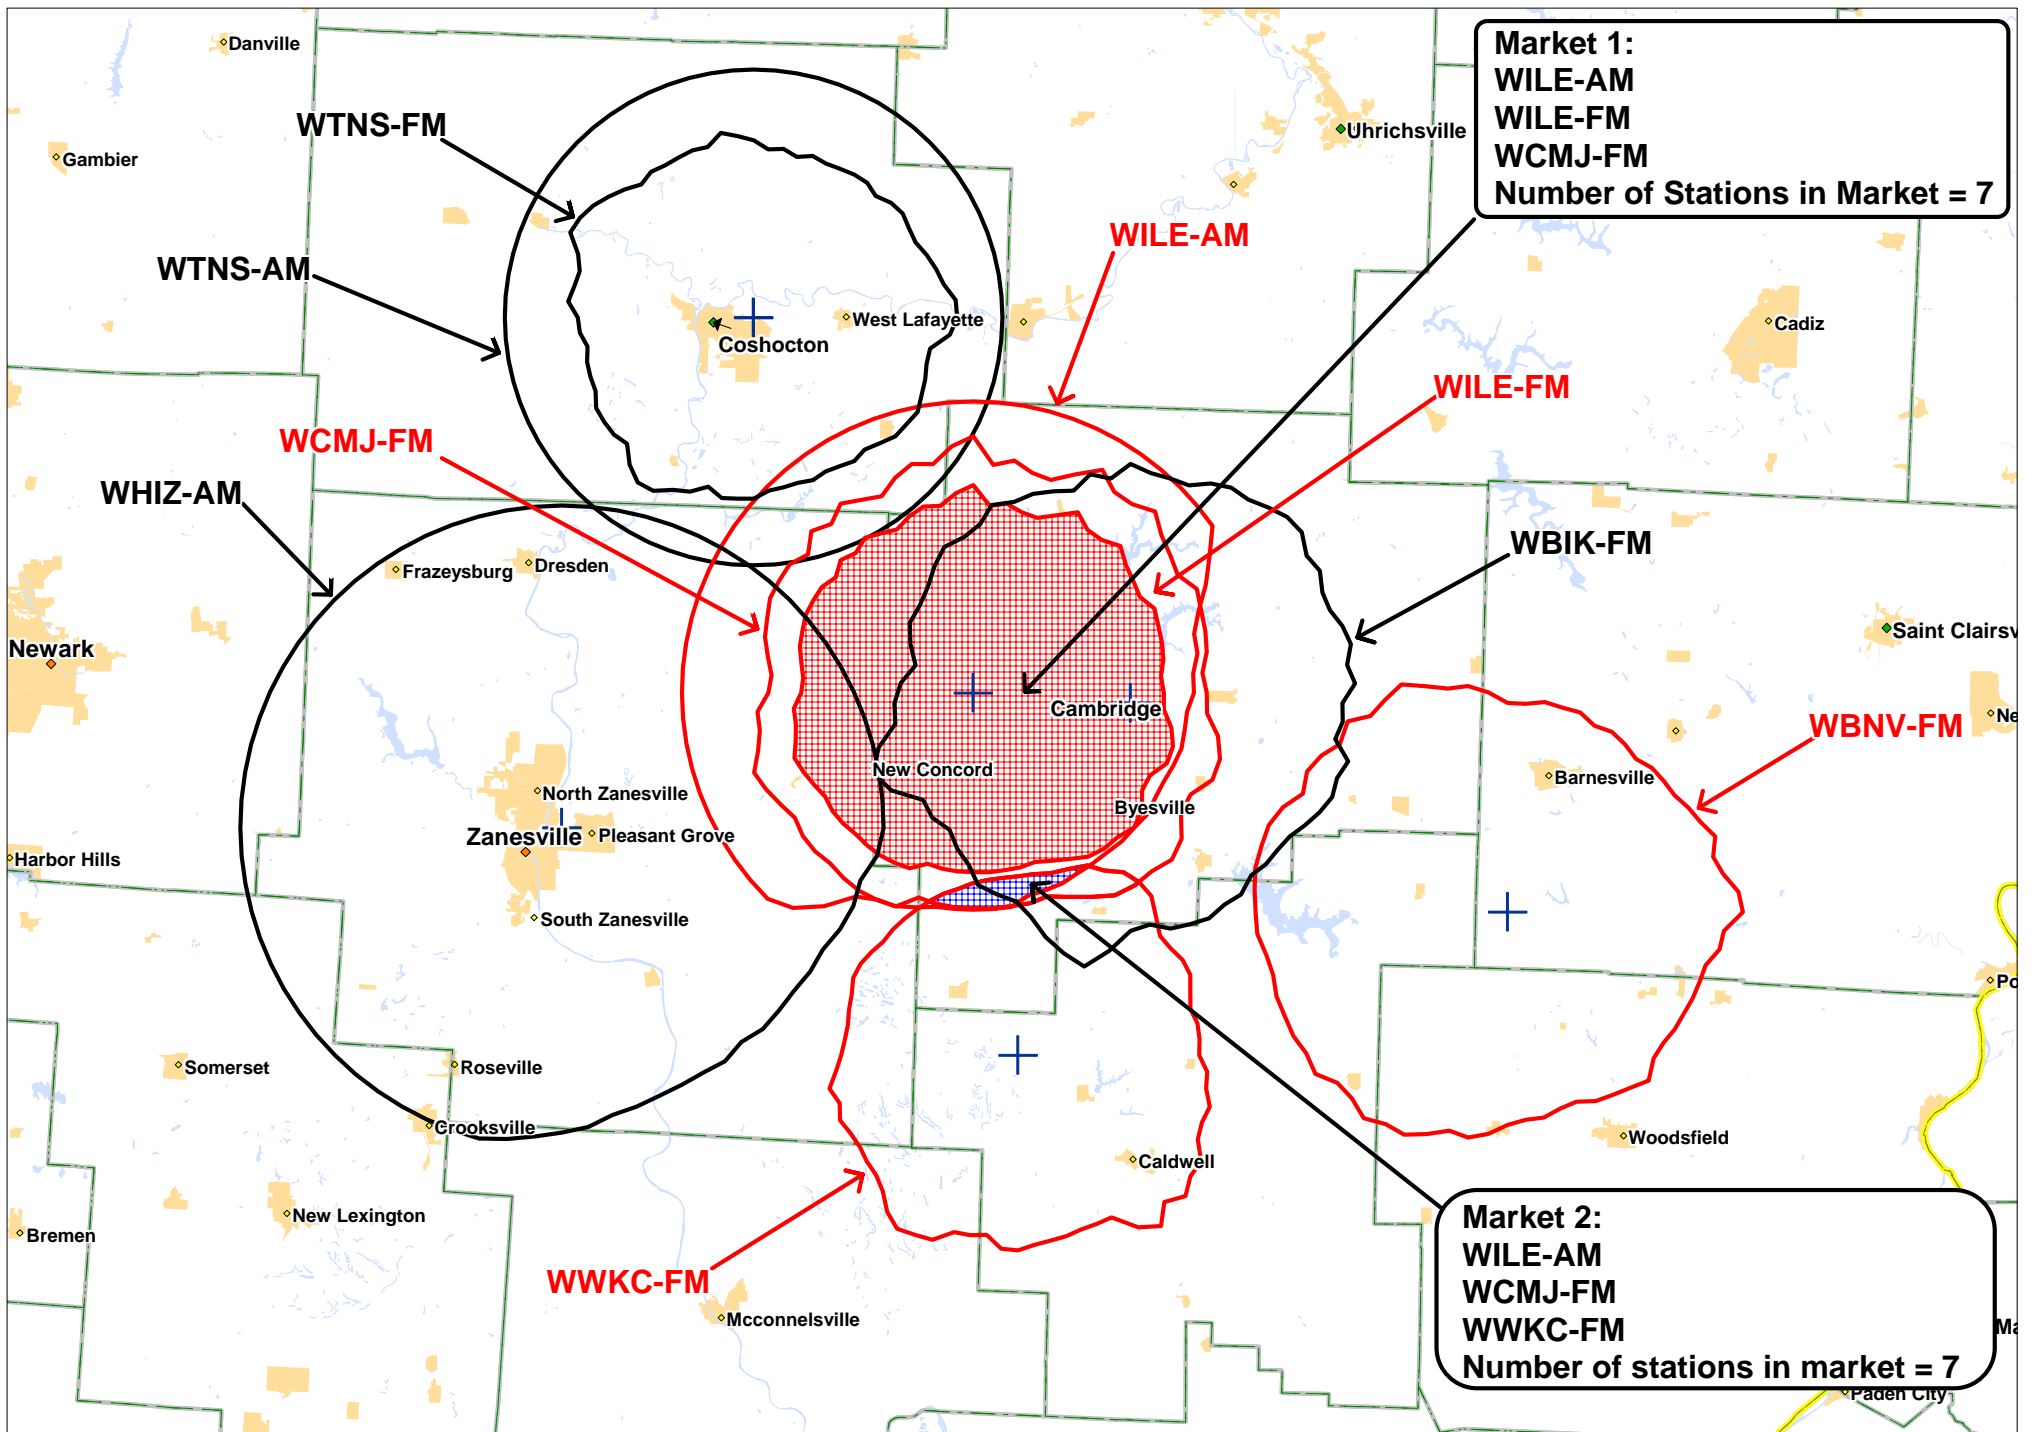 Danville
Gambier
WTNS-FM
WTNS-AM
Uhrichsville
Market 1:
WILE-AM
WILE-FM
WCMJ-FM
Number of Stations in Market = 7
WILE-AM
West Lafayette
Coshocton
Cadiz
WILE-FM
WCMJ-FM
WHIZ-AM
WBIK-FM
Frazeysburg
Dresden
Newark
Saint Clairsv
Cambridge
Ne
WBNV-FM
New Concord
Barnesville
North Zanesville
Byesville
Zanesville
Pleasant Grove
Harbor Hills
South Zanesville
Po
Somerset
Roseville
Crooksville
Woodsfield
Caldwell
New Lexington
Bremen
WWKC-FM
Mcconnelsville
Market 2:
WILE-AM
WCMJ-FM
WWKC-FM
Number of stations in market = 7
Ma
Paden City